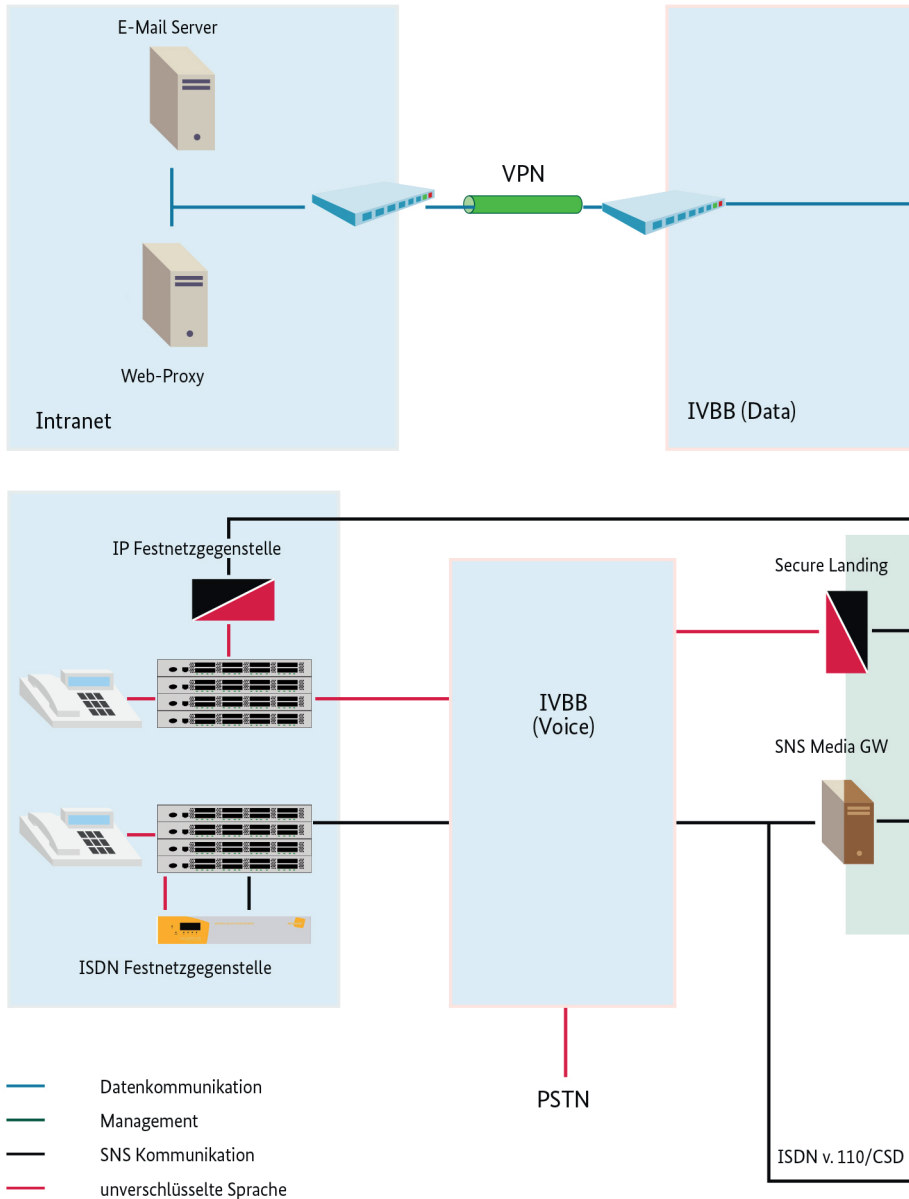 E-Mail Server
VPN
Web-Proxy
Intranet
IVBB (Data)
IP Festnetzgegenstelle
Secure Landing
IVBB
(Voice)
SNS Media GW
ISDN Festnetzgegenstelle
PSTN
Datenkommunikation
Management
SNS Kommunikation
unverschlüsselte Sprache
ISDN v. 110/CSD